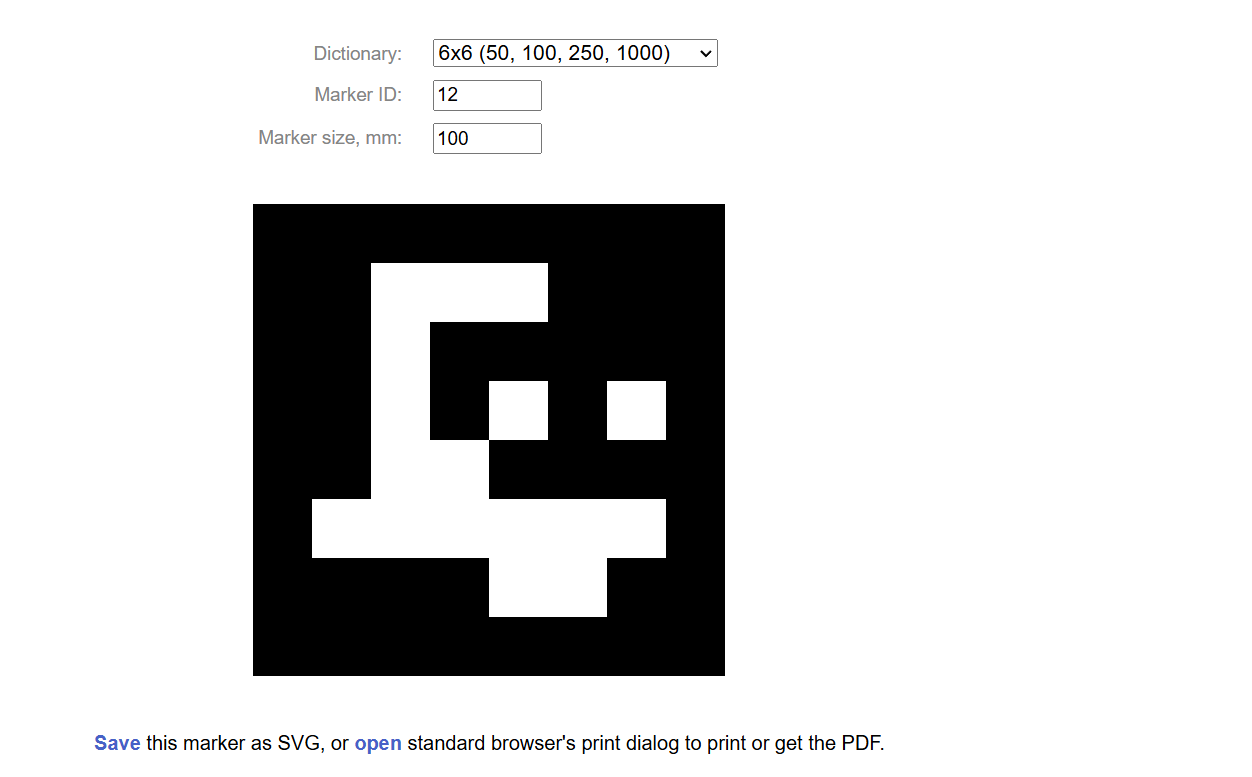 Dictionary: 6x6 (50, 100, 250, 1000)
Marker ID: 12
Marker size, mm: 100
Save this marker as SVG, or open standard browser's print dialog to print or get the PDF.